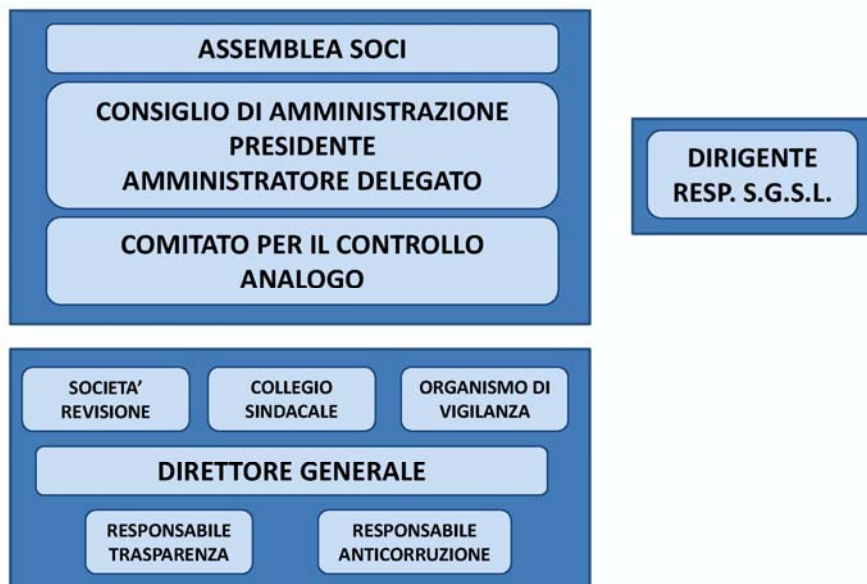 ASSEMBLEA SOCI
CONSIGLIO DI AMMINISTRAZIONE
PRESIDENTE
AMMINISTRATORE DELEGATO
COMITATO PER IL CONTROLLO
ANALOGO
DIRIGENTE
RESP. S.G.S.L.
SOCIETA’
REVISIONE
COLLEGIO
SINDACALE
ORGANISMO DI
VIGILANZA
DIRETTORE GENERALE
RESPONSABILE
TRASPARENZA
RESPONSABILE
ANTICORRUZIONE